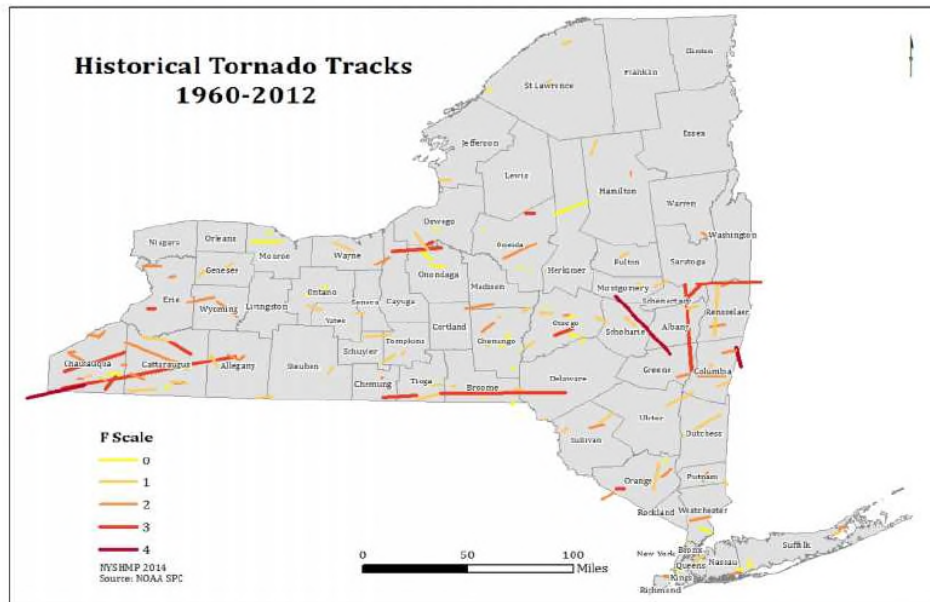 Historical Tornado Tracks
1960-2012
Clinton
Franklin
St Lawrence
Essex
Jefferson
Lewis
Hamilton
Warren
Washington
Oswego
Oneida
Niagara
Orleans
Monroe
Wayne
Fulton
Saratoga
Genesee
Onondaga
Herkimer
Madison
Montgomery
Erie
Wyoming
Livingston
Ontario
Seneca
Cayuga
Schenectady
Rensselaer
Yates
Cortland
Otsego
Schoharie
Albany
Chenango
Tompkins
Schuyler
Chautauqua
Cattaraugus
Allegany
Steuben
Greene
Columbia
Chemung
Tioga
Broome
Delaware
Ulster
Dutchess
Sullivan
F Scale
0
1
2
3
4
Orange
Putnam
Rockland
Westchester
New York
Bronx
Queens
Nassau
Suffolk
Kings
Richmond
NYSHMP 2014
Source: NOAA SPC
0 50 100
Miles